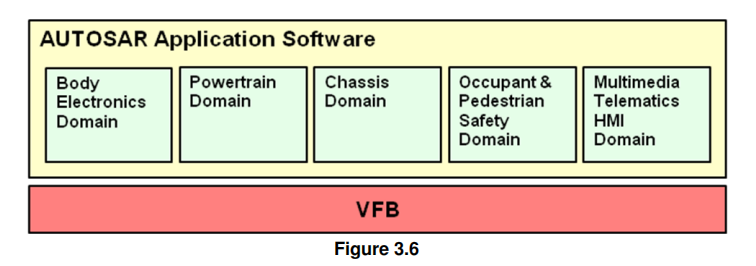 AUTOSAR Application Software
Body
Electronics
Domain
Powertrain
Domain
Chassis
Domain
Occupant &
Pedestrian
Safety
Domain
Multimedia
Telematics
HMI
Domain
VFB
Figure 3.6